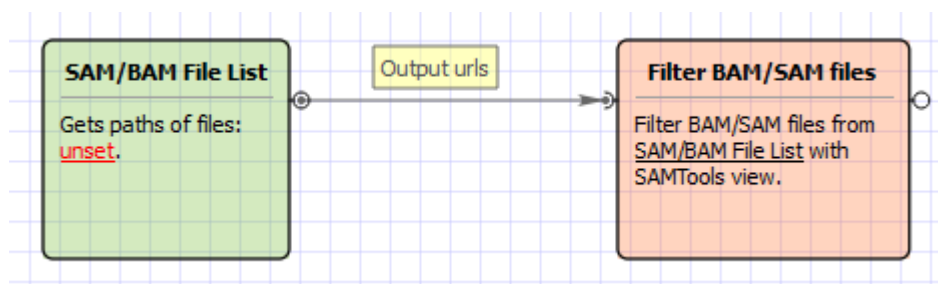 SAM/BAM File List
Gets paths of files:
unset.
Output urls
Filter BAM/SAM files
Filter BAM/SAM files from
SAM/BAM File List with
SAMTools view.